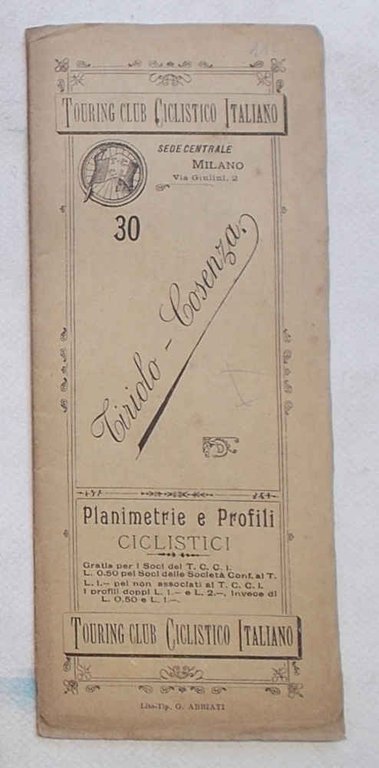 TOURING CLUB CICLISTICO ITALIANO
SEDE CENTRALE
MILANO
Via Giulini, 2
T.C.
30
Tiriolo - Cosenza.
Planimetrie e Profili
CICLISTICI
Gratis per i Soci del T. C. C. I.
L. 0.50 pei Soci delle Società Conf. al T.
L. 1.— pei non associati al T. C. C. I.
I profili doppi L. 1.— e L. 2.—, invece di
L. 0.50 e L. 1.—.
TOURING CLUB CICLISTICO ITALIANO
Lito-Tip. G. ABBIATI